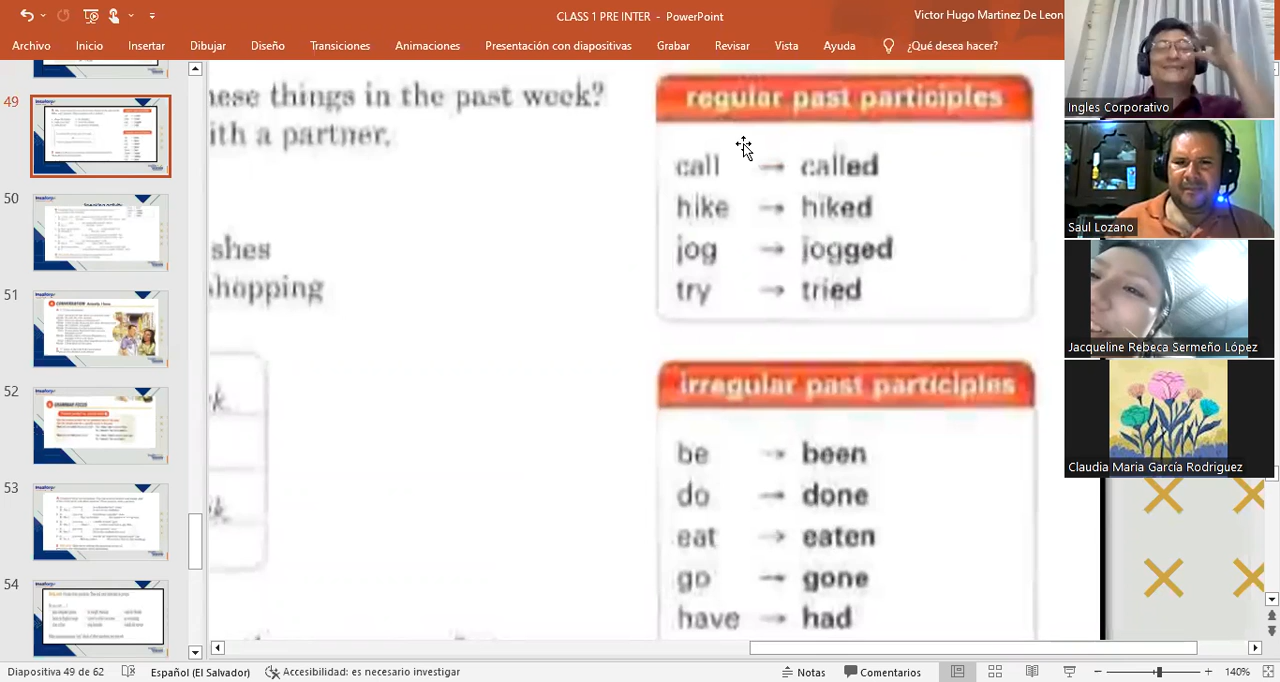 CLASS 1 PRE INTER - PowerPoint
Victor Hugo Martinez De Leon
Archivo Inicio Insertar Dibujar Diseño Transiciones Animaciones Presentación con diapositivas Grabar Revisar Vista Ayuda ¿Qué desea hacer?
49
50
51
52
53
54
hese things in the past week?
ith a partner.
shes
shopping
k
k
regular past participles
call → called
hike → hiked
jog → jogged
try → tried
irregular past participles
be → been
do → done
eat → eaten
go → gone
have → had
Ingles Corporativo
Saul Lozano
Jacqueline Rebeca Sermeño López
Claudia Maria García Rodriguez
Diapositiva 49 de 62 Español (El Salvador) Accesibilidad: es necesario investigar Notas Comentarios 140%